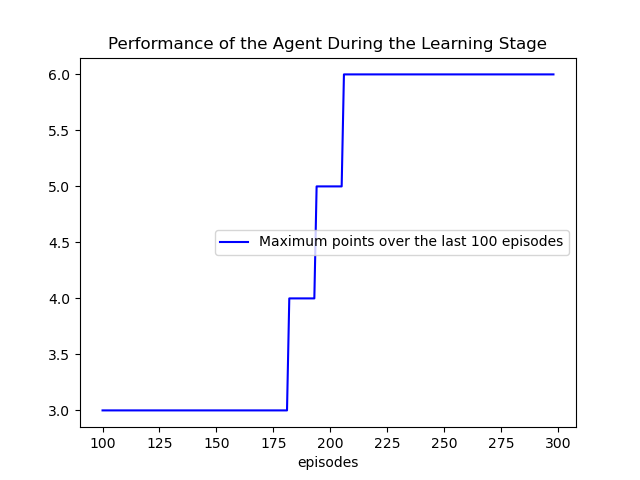 Performance of the Agent During the Learning Stage
6.0
5.5
5.0
4.5
4.0
3.5
3.0
Maximum points over the last 100 episodes
100 125 150 175 200 225 250 275 300
episodes